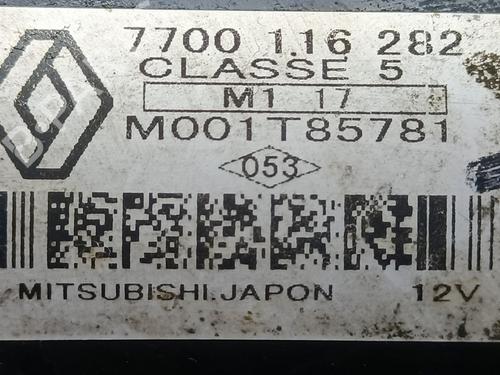 7700 116 282
CLASSE 5
M1 17
M001T85781
053
MITSUBISHI.JAPON 12V